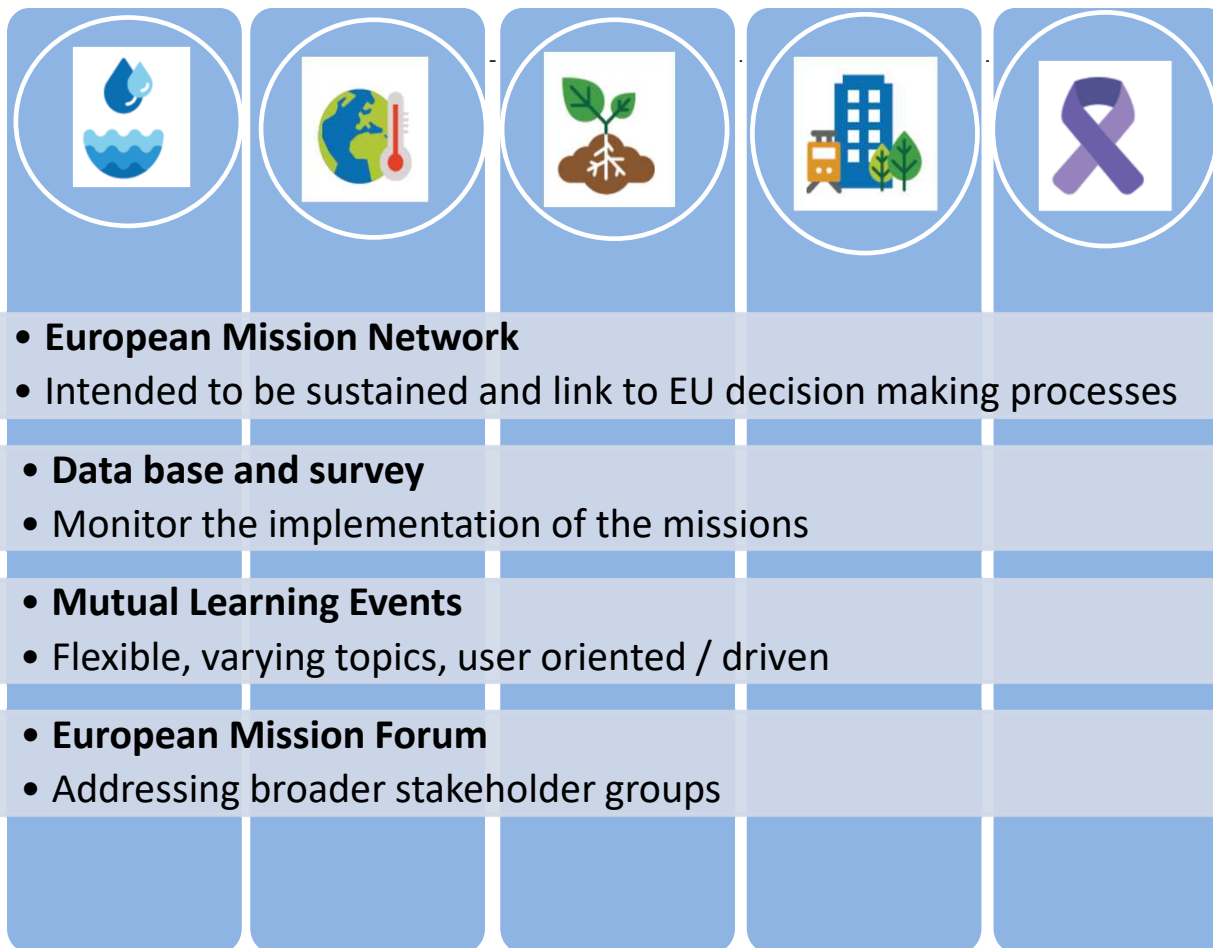 • European Mission Network
• Intended to be sustained and link to EU decision making processes
• Data base and survey
• Monitor the implementation of the missions
• Mutual Learning Events
• Flexible, varying topics, user oriented / driven
• European Mission Forum
• Addressing broader stakeholder groups